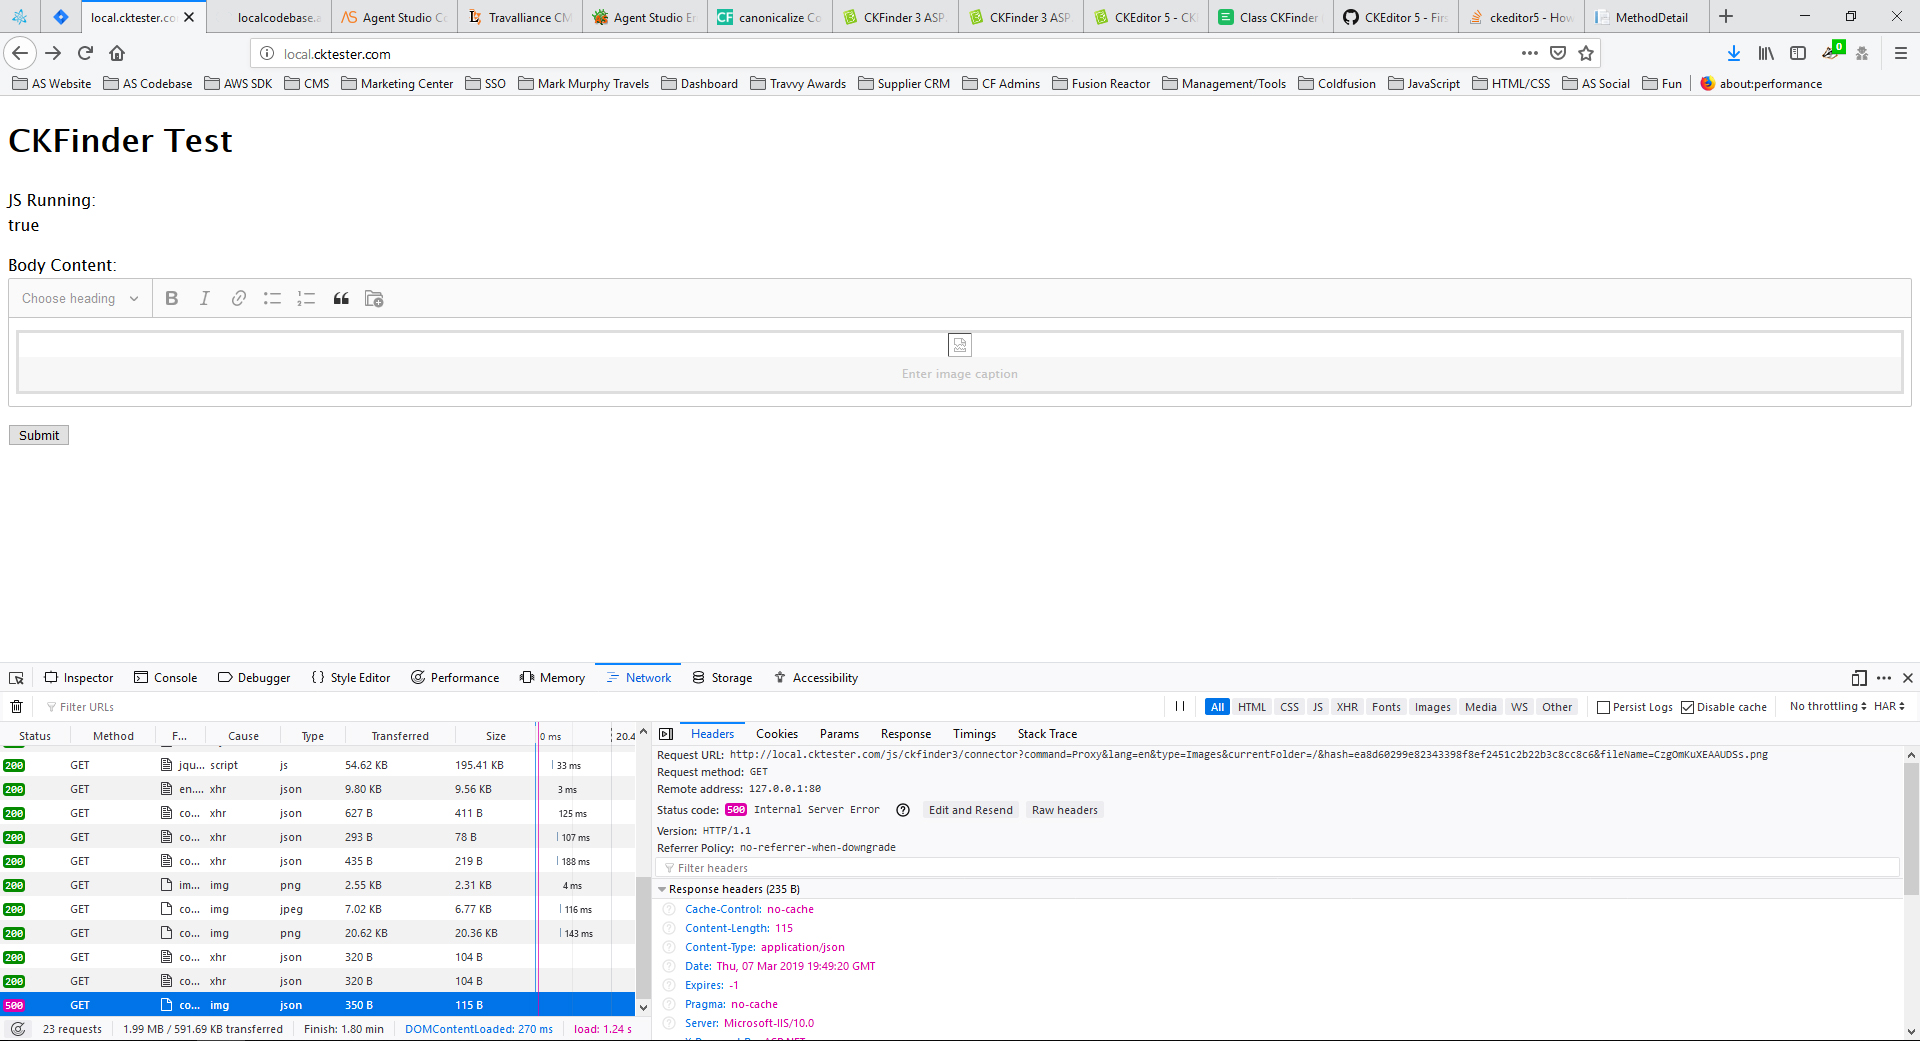 local.cktester.co
localcodebase.a
Agent Studio Co
Travalliance CM
Agent Studio En
canonicalize Co
CKFinder 3 ASP.
CKFinder 3 ASP.
CKEditor 5 - CKF
Class CKFinder
CKEditor 5 - Firs
ckeditor5 - How
MethodDetail
local.cktester.com
0
AS Website
AS Codebase
AWS SDK
CMS
Marketing Center
SSO
Mark Murphy Travels
Dashboard
Travvy Awards
Supplier CRM
CF Admins
Fusion Reactor
Management/Tools
Coldfusion
JavaScript
HTML/CSS
AS Social
Fun
about:performance
CKFinder Test
JS Running:
true
Body Content:
Choose heading
B I
Enter image caption
Submit
Inspector
Console
Debugger
{ } Style Editor
Performance
Memory
Network
Storage
Accessibility
Filter URLs
All HTML CSS JS XHR Fonts Images Media WS Other
Persist Logs
Disable cache
No throttling
HAR
Status Method F... Cause Type Transferred Size 0 ms 20.4
200 GET jqu... script js 54.62 KB 195.41 KB 33 ms
200 GET en.... xhr json 9.80 KB 9.56 KB 3 ms
200 GET co... xhr json 627 B 411 B 125 ms
200 GET co... xhr json 293 B 78 B 107 ms
200 GET co... xhr json 435 B 219 B 188 ms
200 GET im... img png 2.55 KB 2.31 KB 4 ms
200 GET co... img jpeg 7.02 KB 6.77 KB 116 ms
200 GET co... img png 20.62 KB 20.36 KB 143 ms
200 GET co... xhr json 320 B 104 B
200 GET co... xhr json 320 B 104 B
500 GET co... img json 350 B 115 B
23 requests
1.99 MB / 591.69 KB transferred
Finish: 1.80 min
DOMContentLoaded: 270 ms
load: 1.24 s
Headers Cookies Params Response Timings Stack Trace
Request URL: http://local.cktester.com/js/ckfinder3/connector?command=Proxy&lang=en&type=Images&currentFolder=/&hash=ea8d60299e82343398f8ef2451c2b22b3c8cc8c6&fileName=CzgOmKuXEAAUDSs.png
Request method: GET
Remote address: 127.0.0.1:80
Status code: 500 Internal Server Error
Edit and Resend
Raw headers
Version: HTTP/1.1
Referrer Policy: no-referrer-when-downgrade
Filter headers
Response headers (235 B)
Cache-Control: no-cache
Content-Length: 115
Content-Type: application/json
Date: Thu, 07 Mar 2019 19:49:20 GMT
Expires: -1
Pragma: no-cache
Server: Microsoft-IIS/10.0